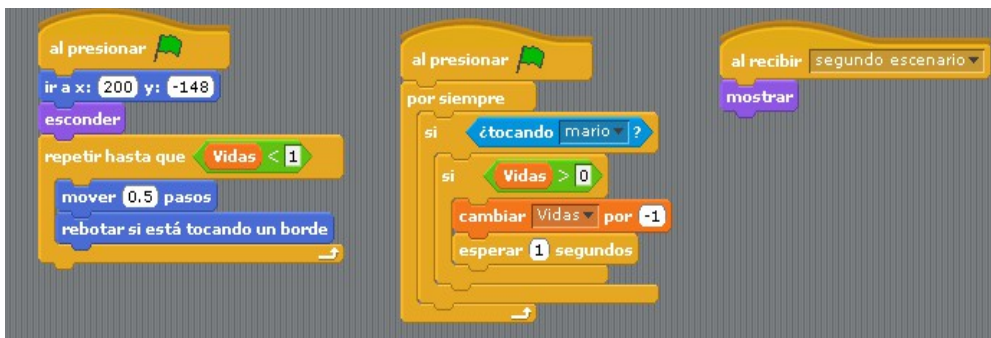 al presionar
ir a x: 200 y: -148
esconder
repetir hasta que Vidas < 1
mover 0.5 pasos
rebotar si está tocando un borde
al presionar
por siempre
si ¿tocando mario ?
si Vidas > 0
cambiar Vidas por -1
esperar 1 segundos
al recibir segundo escenario
mostrar